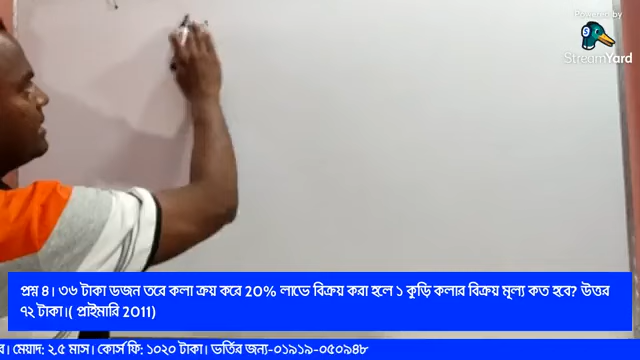 Powered by
StreamYard
প্রশ্ন ৪। ৩৬ টাকা ডজন তরে কলা ক্রয় করে 20% লাভে বিক্রয় করা হলে ১ কুড়ি কলার বিক্রয় মূল্য কত হবে? উত্তর
৭২ টাকা।( প্রাইমারি 2011)
মেয়াদ: ২.৫ মাস। কোর্স ফি: ১০২০ টাকা। ভর্তির জন্য-০১৯১৯-০৫০৯৪৮